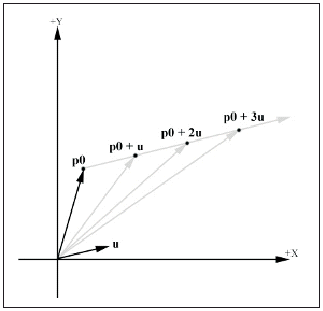 +Y
p0 + 3u
p0 + 2u
p0 + u
p0
u
+X